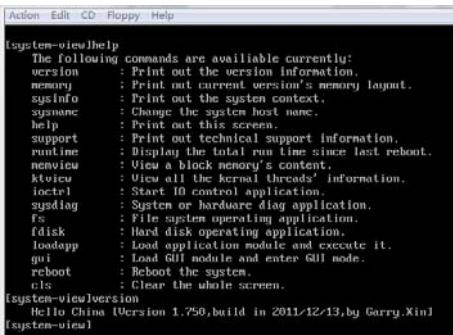 Action Edit CD Floppy Help
[system-view]help
The following commands are availiable currently:
version : Print out the version information.
memory : Print out current version's memory layout.
sysinfo : Print out the system context.
sysname : Change the system host name.
help : Print out this screen.
support : Print out technical support information.
runtime : Display the total run time since last reboot.
memview : View a block memory's content.
ktview : View all the kernal threads' information.
ioctrl : Start IO control application.
sysdiag : System or hardware diag application.
fs : File system operating application.
fdisk : Hard disk operating application.
loadapp : Load application module and execute it.
gui : Load GUI module and enter GUI mode.
reboot : Reboot the system.
cls : Clear the whole screen.
[system-view]version
Hello China [Version 1.750,build in 2011/12/13,by Garry.Xin]
[system-view]